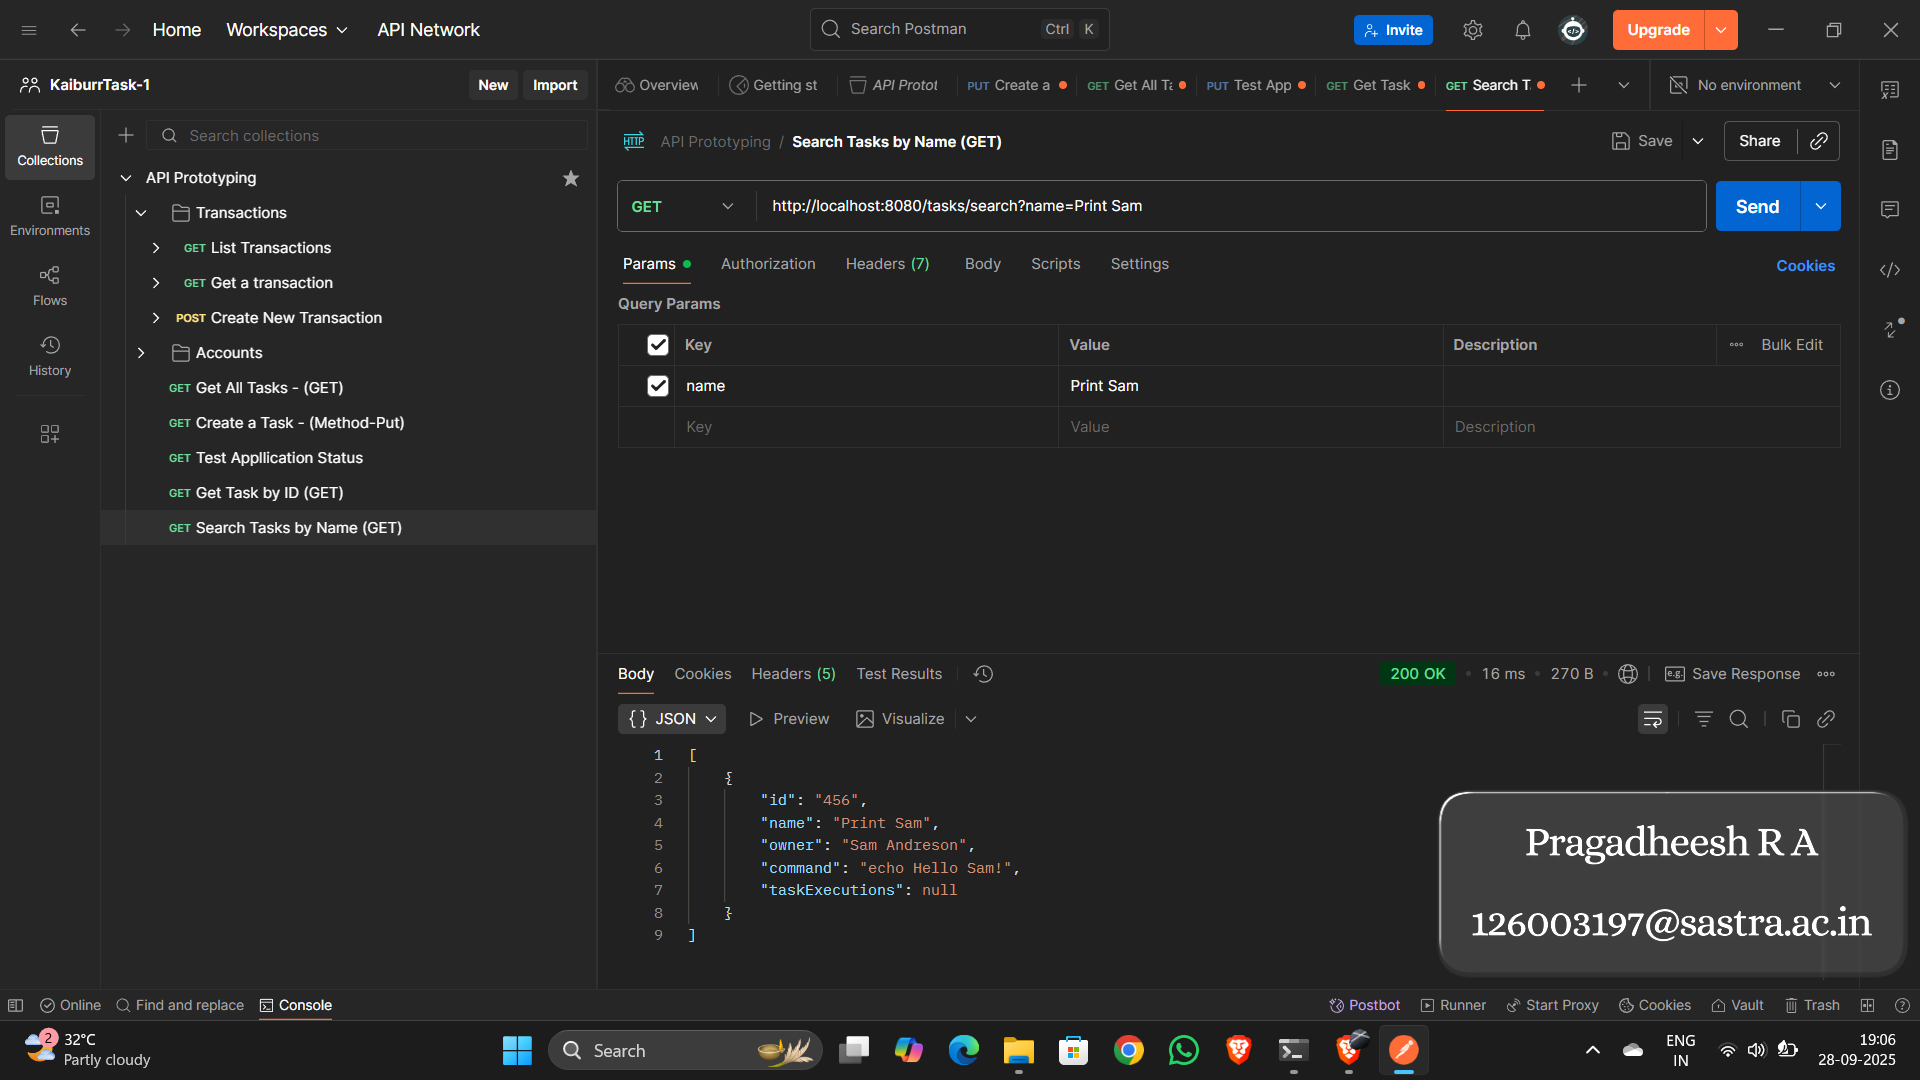 Home
Workspaces
API Network
Search Postman
Ctrl K
Invite
Upgrade
KaiburrTask-1
New
Import
Overview
Getting st
API Protot
PUT Create a
GET Get All Ta
PUT Test App
GET Get Task
GET Search T
No environment
Collections
Environments
Flows
History
Search collections
API Prototyping
Transactions
GET List Transactions
GET Get a transaction
POST Create New Transaction
Accounts
GET Get All Tasks - (GET)
GET Create a Task - (Method-Put)
GET Test Appllication Status
GET Get Task by ID (GET)
GET Search Tasks by Name (GET)
HTTP API Prototyping / Search Tasks by Name (GET)
Save
Share
GET
http://localhost:8080/tasks/search?name=Print Sam
Send
Params
Authorization
Headers (7)
Body
Scripts
Settings
Cookies
Query Params
Key Value Description Bulk Edit
name Print Sam
Key Value Description
Body
Cookies
Headers (5)
Test Results
200 OK
16 ms
270 B
e.g. Save Response
{} JSON
Preview
Visualize
1 [
2 {
3 "id": "456",
4 "name": "Print Sam",
5 "owner": "Sam Andreson",
6 "command": "echo Hello Sam!",
7 "taskExecutions": null
8 }
9 ]
Pragadheesh R A
126003197@sastra.ac.in
Online
Find and replace
Console
Postbot
Runner
Start Proxy
Cookies
Vault
Trash
2
32°C
Partly cloudy
Search
ENG
IN
19:06
28-09-2025